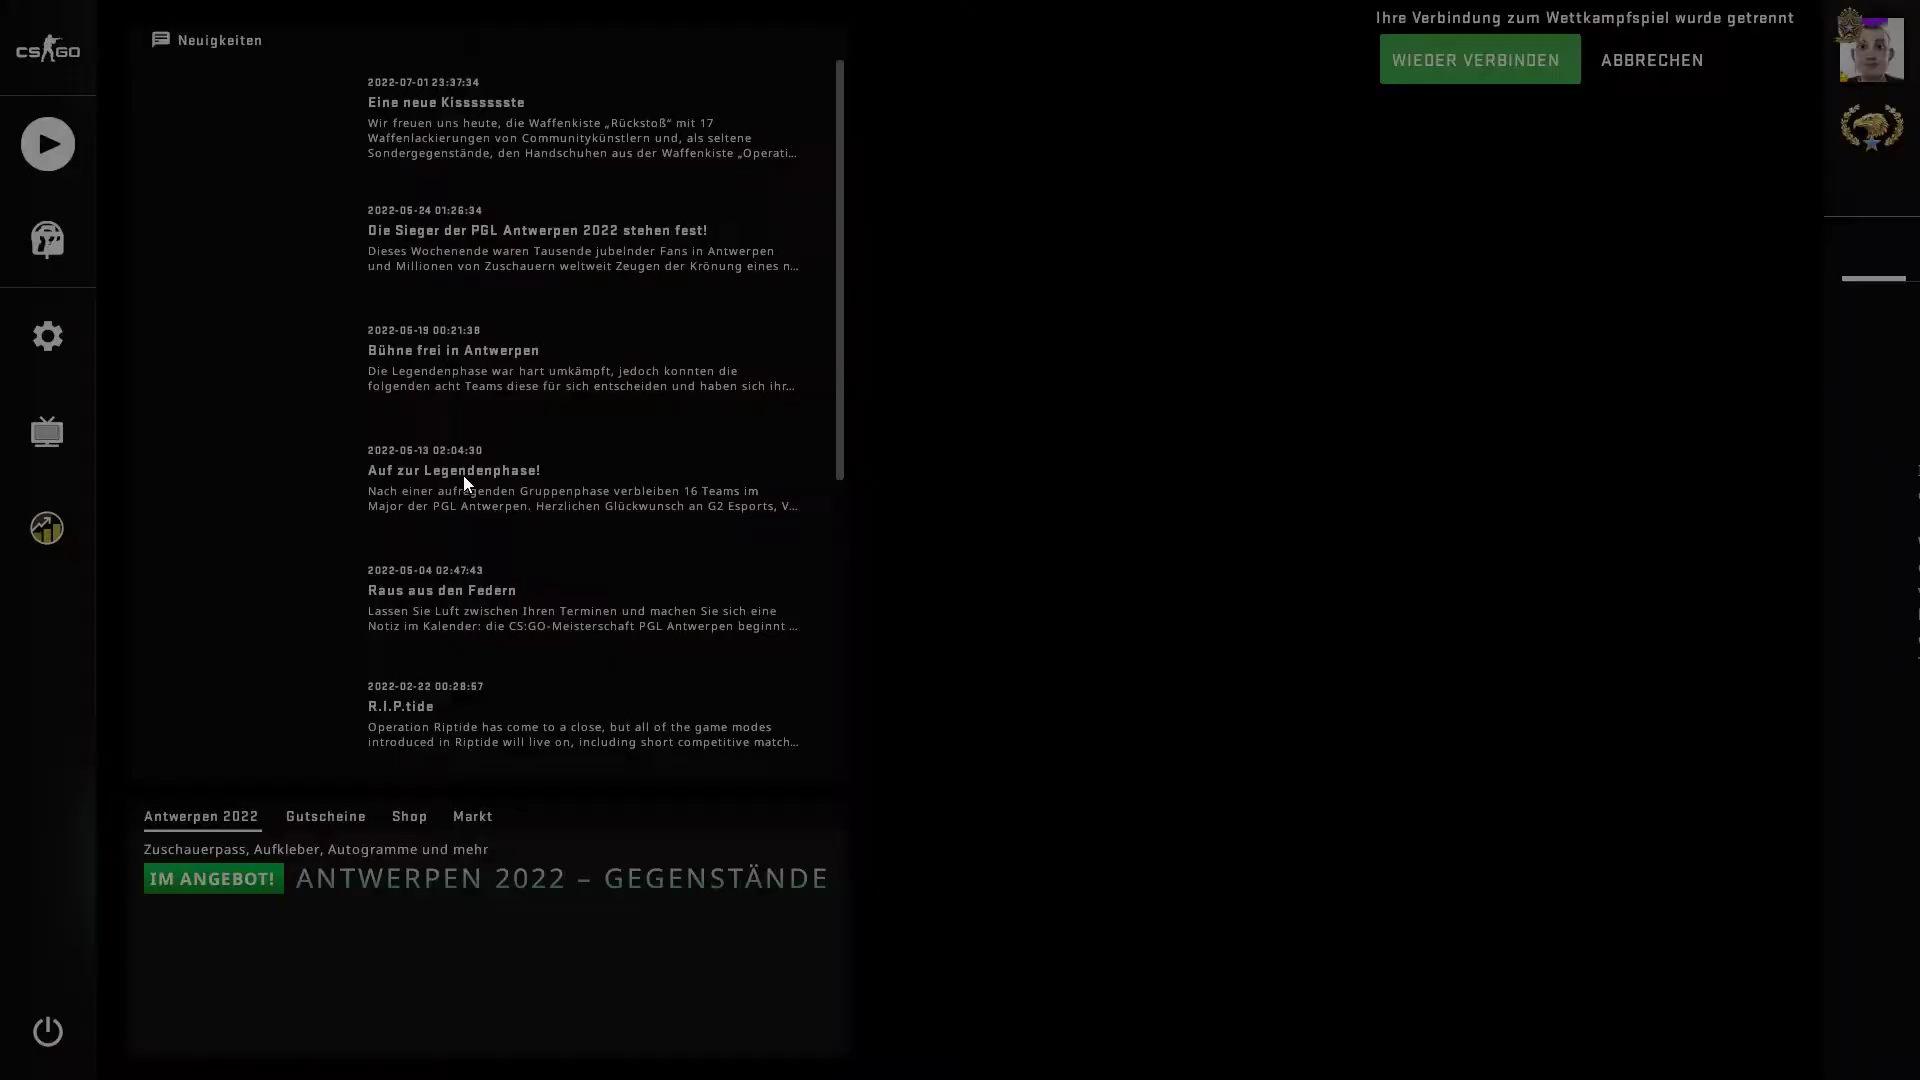 CS GO
Neuigkeiten
2022-07-01 23:37:34
Eine neue Kisssssssste
Wir freuen uns heute, die Waffenkiste „Rückstoß“ mit 17
Waffenlackierungen von Communitykünstlern und, als seltene
Sondergegenstände, den Handschuhen aus der Waffenkiste „Operati...
2022-05-24 01:26:34
Die Sieger der PGL Antwerpen 2022 stehen fest!
Dieses Wochenende waren Tausende jubelnder Fans in Antwerpen
und Millionen von Zuschauern weltweit Zeugen der Krönung eines n...
2022-05-19 00:21:38
Bühne frei in Antwerpen
Die Legendenphase war hart umkämpft, jedoch konnten die
folgenden acht Teams diese für sich entscheiden und haben sich ihr...
2022-05-13 02:04:30
Auf zur Legendenphase!
Nach einer aufregenden Gruppenphase verbleiben 16 Teams im
Major der PGL Antwerpen. Herzlichen Glückwunsch an G2 Esports, V...
2022-05-04 02:47:43
Raus aus den Federn
Lassen Sie Luft zwischen Ihren Terminen und machen Sie sich eine
Notiz im Kalender: die CS:GO-Meisterschaft PGL Antwerpen beginnt ...
2022-02-22 00:28:57
R.I.P.tide
Operation Riptide has come to a close, but all of the game modes
introduced in Riptide will live on, including short competitive match...
Antwerpen 2022 Gutscheine Shop Markt
Zuschauerpass, Aufkleber, Autogramme und mehr
IM ANGEBOT! ANTWERPEN 2022 – GEGENSTÄNDE
Ihre Verbindung zum Wettkampfspiel wurde getrennt
WIEDER VERBINDEN ABBRECHEN